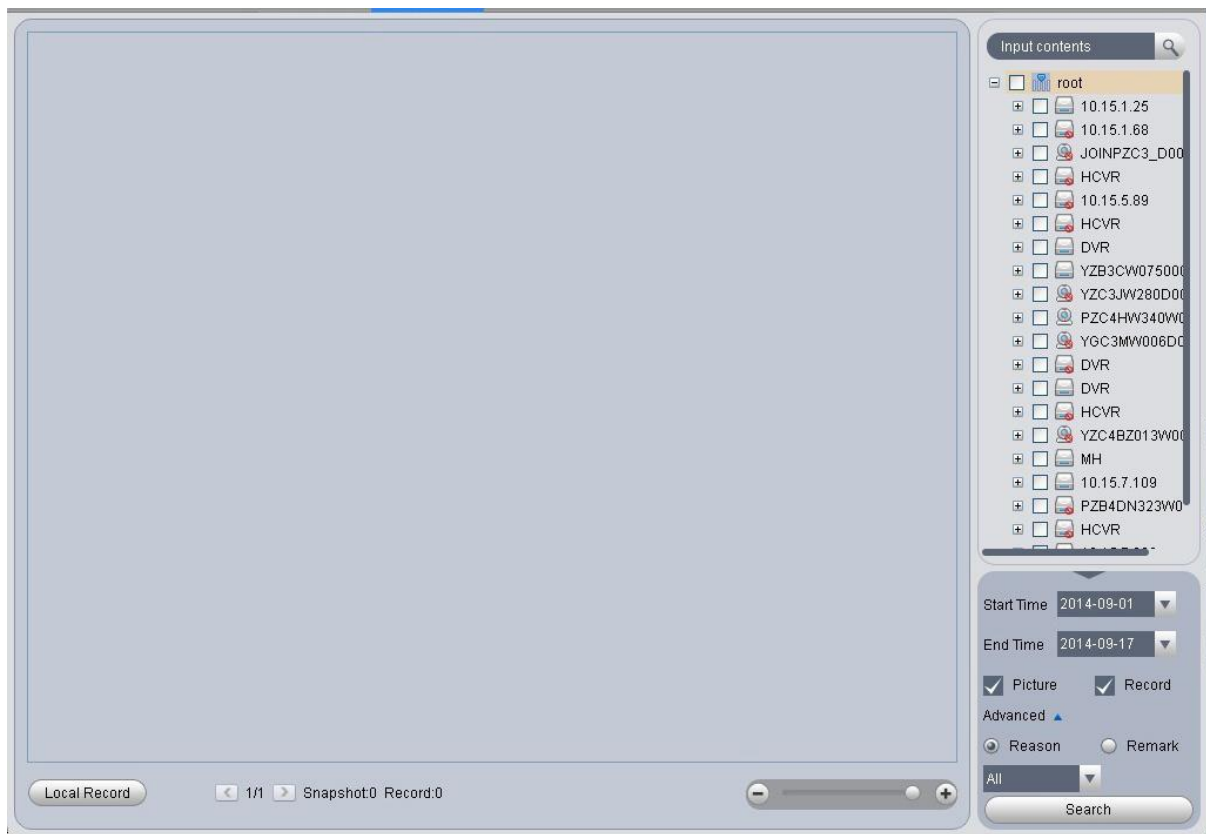 Input contents
root
10.15.1.25
10.15.1.68
JOINPZC3_D00
HCVR
10.15.5.89
HCVR
DVR
YZB3CW075000
YZC3JW280D00
PZC4HW340W0
YGC3MW006D0
DVR
DVR
HCVR
YZC4BZ013W00
MH
10.15.7.109
PZB4DN323W0
HCVR
Start Time 2014-09-01
End Time 2014-09-17
Picture Record
Advanced
Reason Remark
All
Search
Local Record 1/1 Snapshot:0 Record:0